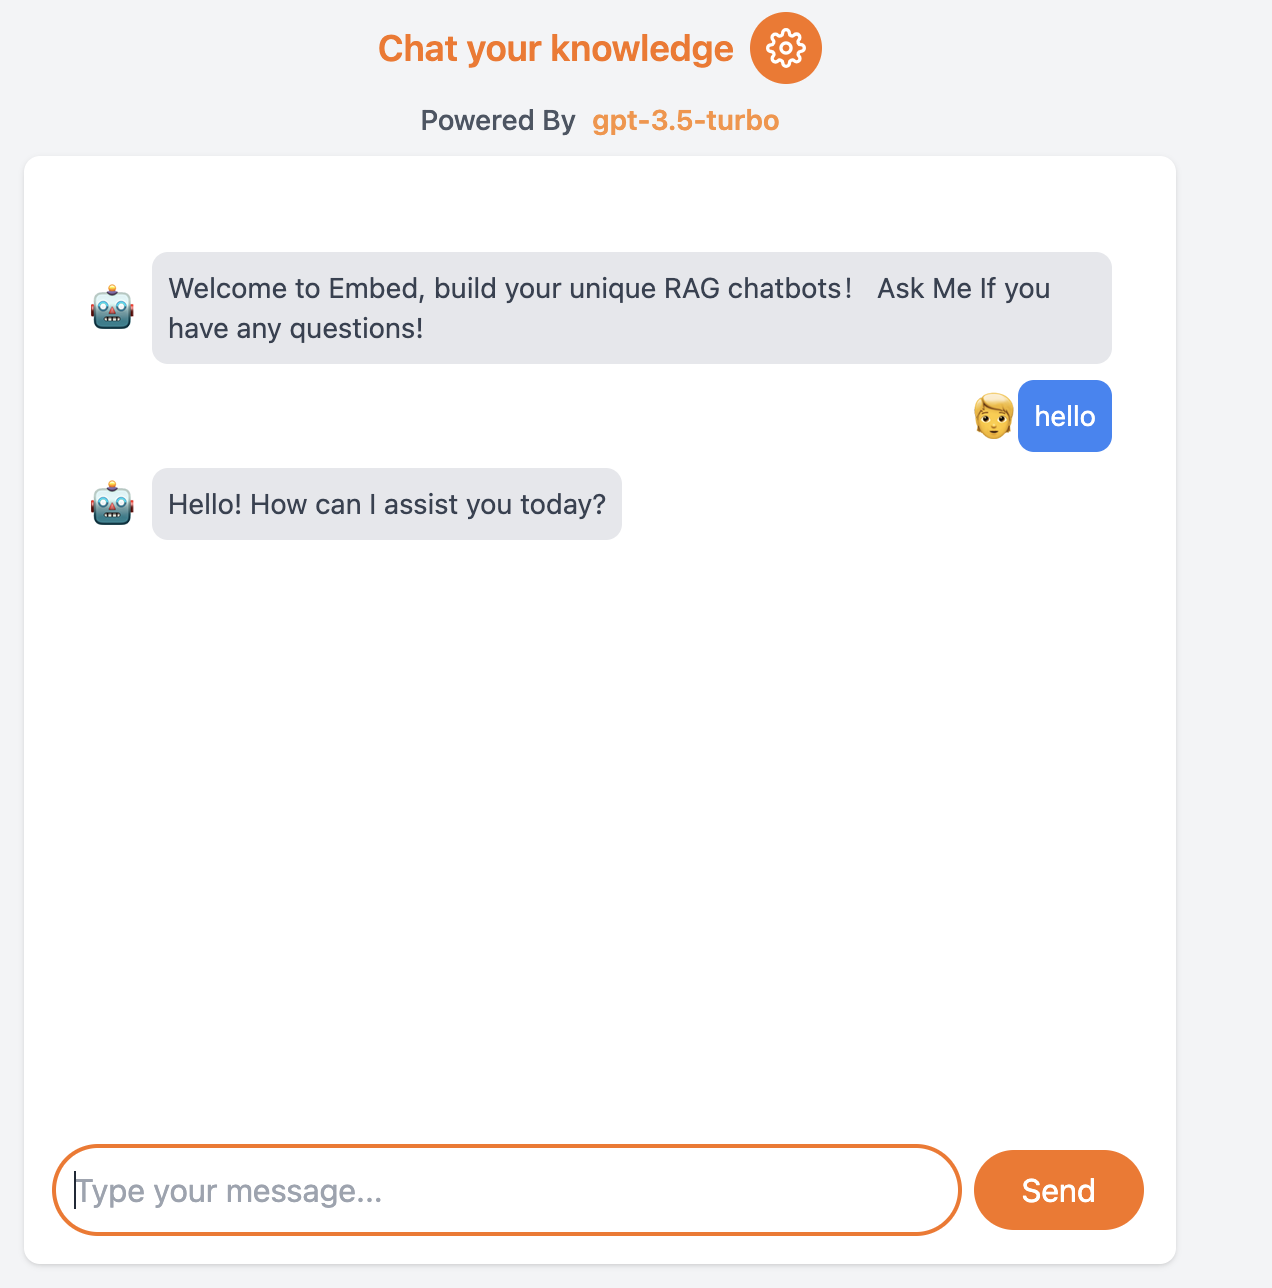 Chat your knowledge
Powered By gpt-3.5-turbo
Welcome to Embed, build your unique RAG chatbots！ Ask Me If you
have any questions!
hello
Hello! How can I assist you today?
Type your message...
Send